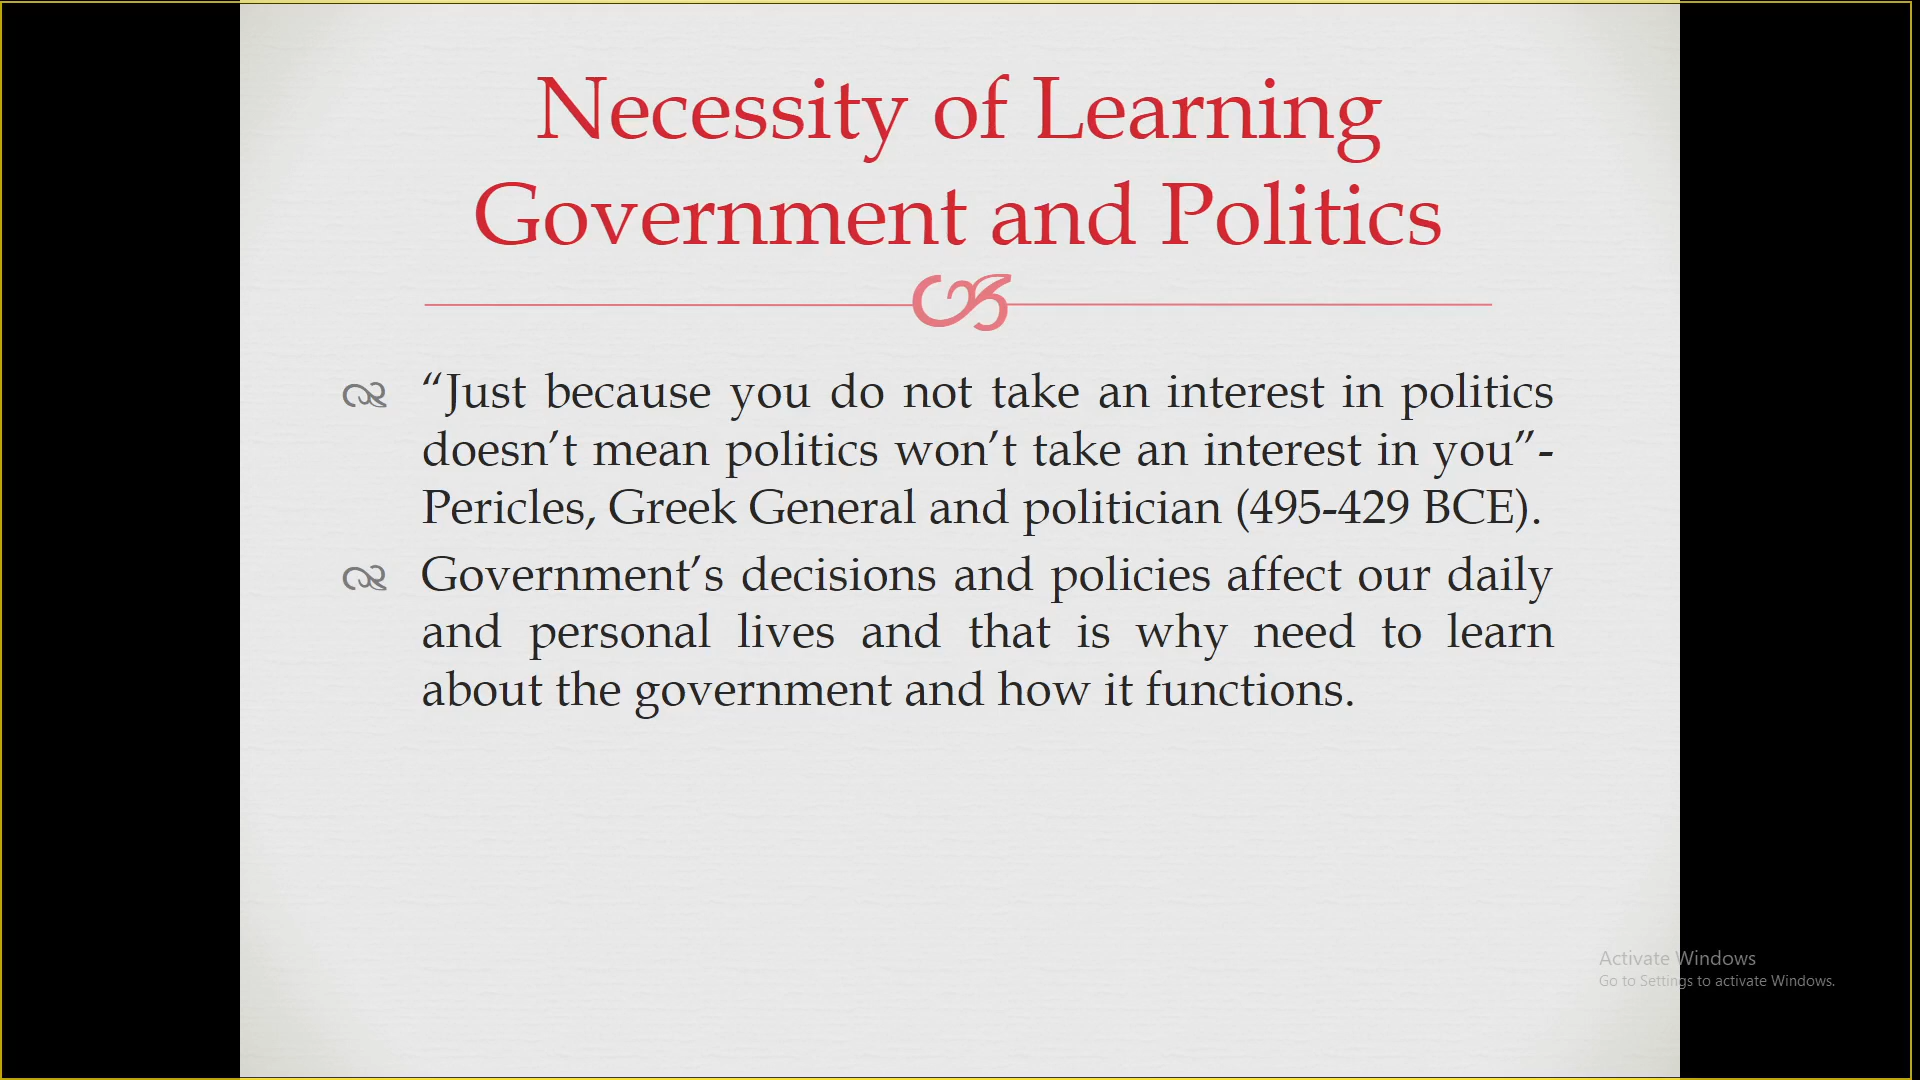 Necessity of Learning
Government and Politics
“Just because you do not take an interest in politics
doesn’t mean politics won’t take an interest in you”-
Pericles, Greek General and politician (495-429 BCE).
Government’s decisions and policies affect our daily
and personal lives and that is why need to learn
about the government and how it functions.
Activate Windows
Go to Settings to activate Windows.